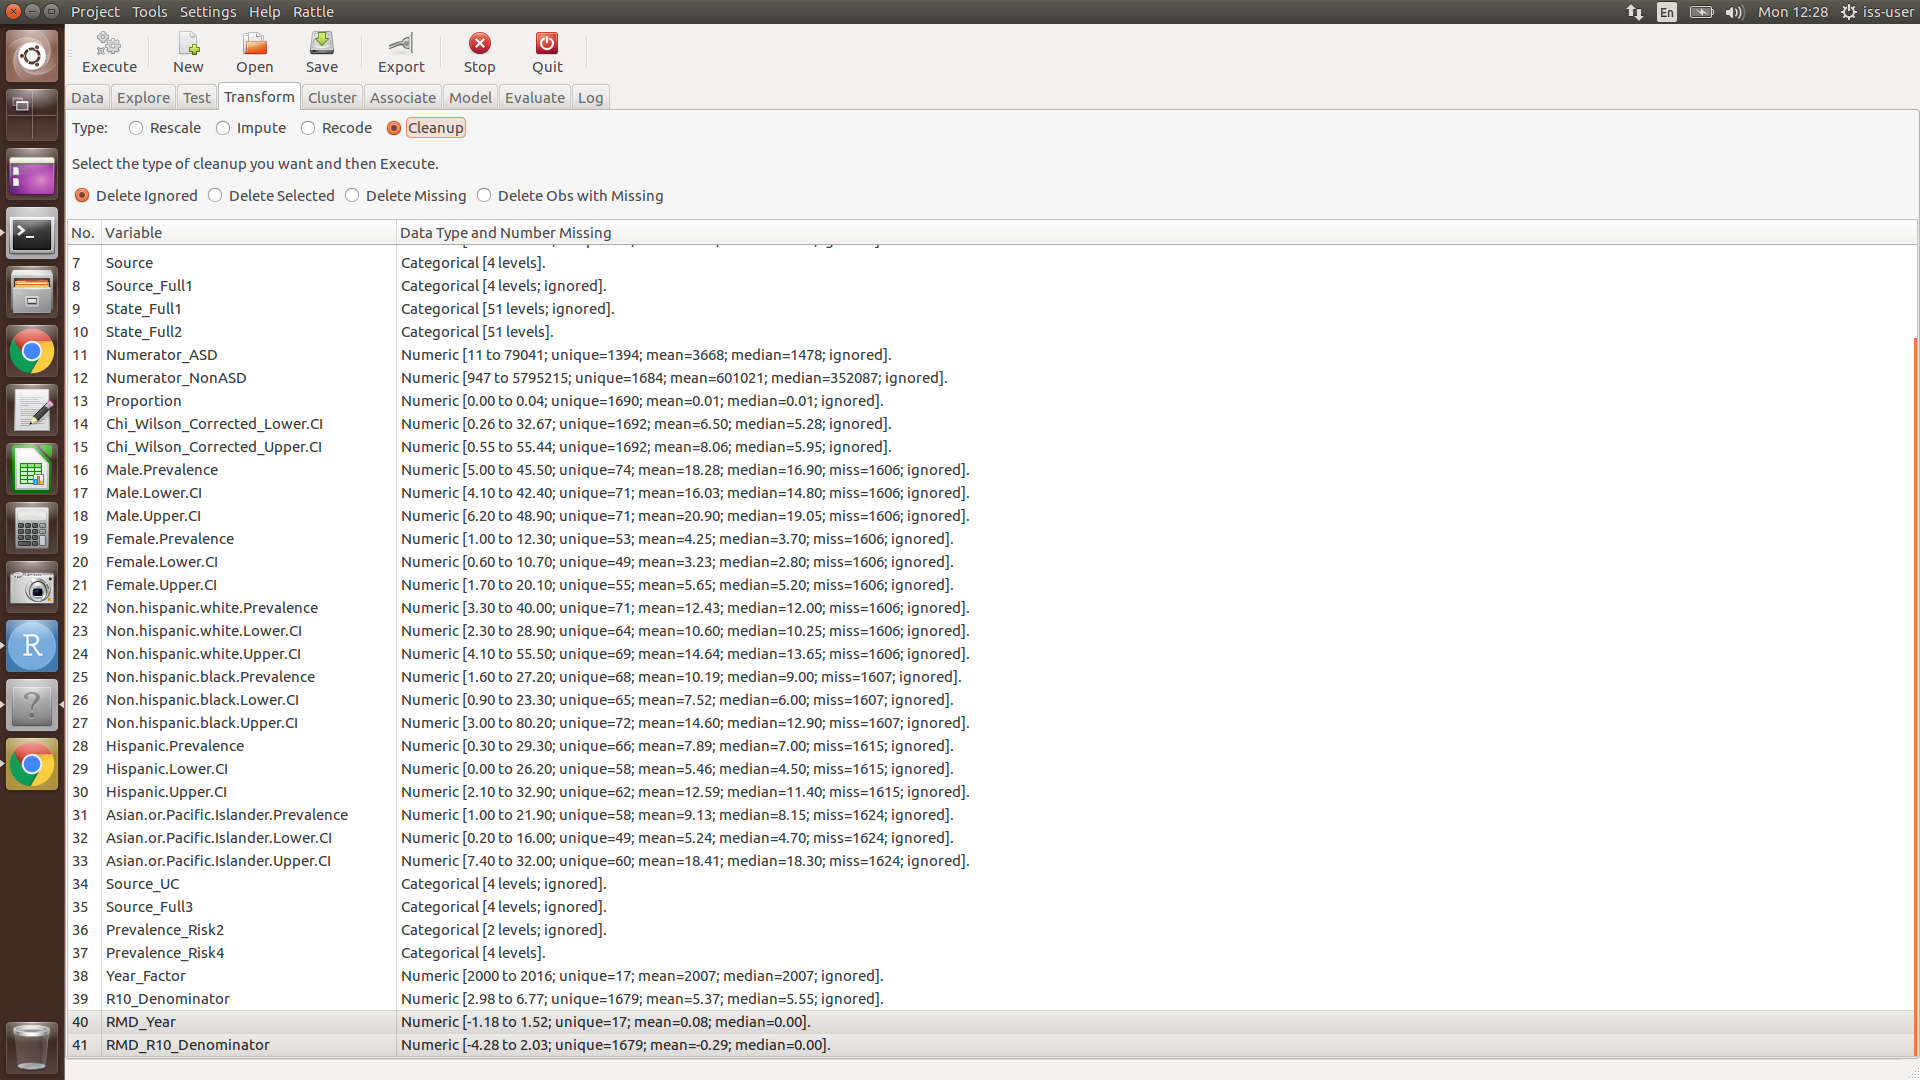 Project Tools Settings Help Rattle En Mon 12:28 iss-user
Execute New Open Save Export Stop Quit
Data Explore Test Transform Cluster Associate Model Evaluate Log
Type: Rescale Impute Recode Cleanup
Select the type of cleanup you want and then Execute.
Delete Ignored Delete Selected Delete Missing Delete Obs with Missing
No. Variable Data Type and Number Missing
7 Source Categorical [4 levels].
8 Source_Full1 Categorical [4 levels; ignored].
9 State_Full1 Categorical [51 levels; ignored].
10 State_Full2 Categorical [51 levels].
11 Numerator_ASD Numeric [11 to 79041; unique=1394; mean=3668; median=1478; ignored].
12 Numerator_NonASD Numeric [947 to 5795215; unique=1684; mean=601021; median=352087; ignored].
13 Proportion Numeric [0.00 to 0.04; unique=1690; mean=0.01; median=0.01; ignored].
14 Chi_Wilson_Corrected_Lower.CI Numeric [0.26 to 32.67; unique=1692; mean=6.50; median=5.28; ignored].
15 Chi_Wilson_Corrected_Upper.CI Numeric [0.55 to 55.44; unique=1692; mean=8.06; median=5.95; ignored].
16 Male.Prevalence Numeric [5.00 to 45.50; unique=74; mean=18.28; median=16.90; miss=1606; ignored].
17 Male.Lower.CI Numeric [4.10 to 42.40; unique=71; mean=16.03; median=14.80; miss=1606; ignored].
18 Male.Upper.CI Numeric [6.20 to 48.90; unique=71; mean=20.90; median=19.05; miss=1606; ignored].
19 Female.Prevalence Numeric [1.00 to 12.30; unique=53; mean=4.25; median=3.70; miss=1606; ignored].
20 Female.Lower.CI Numeric [0.60 to 10.70; unique=49; mean=3.23; median=2.80; miss=1606; ignored].
21 Female.Upper.CI Numeric [1.70 to 20.10; unique=55; mean=5.65; median=5.20; miss=1606; ignored].
22 Non.hispanic.white.Prevalence Numeric [3.30 to 40.00; unique=71; mean=12.43; median=12.00; miss=1606; ignored].
23 Non.hispanic.white.Lower.CI Numeric [2.30 to 28.90; unique=64; mean=10.60; median=10.25; miss=1606; ignored].
24 Non.hispanic.white.Upper.CI Numeric [4.10 to 55.50; unique=69; mean=14.64; median=13.65; miss=1606; ignored].
25 Non.hispanic.black.Prevalence Numeric [1.60 to 27.20; unique=68; mean=10.19; median=9.00; miss=1607; ignored].
26 Non.hispanic.black.Lower.CI Numeric [0.90 to 23.30; unique=65; mean=7.52; median=6.00; miss=1607; ignored].
27 Non.hispanic.black.Upper.CI Numeric [3.00 to 80.20; unique=72; mean=14.60; median=12.90; miss=1607; ignored].
28 Hispanic.Prevalence Numeric [0.30 to 29.30; unique=66; mean=7.89; median=7.00; miss=1615; ignored].
29 Hispanic.Lower.CI Numeric [0.00 to 26.20; unique=58; mean=5.46; median=4.50; miss=1615; ignored].
30 Hispanic.Upper.CI Numeric [2.10 to 32.90; unique=62; mean=12.59; median=11.40; miss=1615; ignored].
31 Asian.or.Pacific.Islander.Prevalence Numeric [1.00 to 21.90; unique=58; mean=9.13; median=8.15; miss=1624; ignored].
32 Asian.or.Pacific.Islander.Lower.CI Numeric [0.20 to 16.00; unique=49; mean=5.24; median=4.70; miss=1624; ignored].
33 Asian.or.Pacific.Islander.Upper.CI Numeric [7.40 to 32.00; unique=60; mean=18.41; median=18.30; miss=1624; ignored].
34 Source_UC Categorical [4 levels; ignored].
35 Source_Full3 Categorical [4 levels; ignored].
36 Prevalence_Risk2 Categorical [2 levels; ignored].
37 Prevalence_Risk4 Categorical [4 levels].
38 Year_Factor Numeric [2000 to 2016; unique=17; mean=2007; median=2007; ignored].
39 R10_Denominator Numeric [2.98 to 6.77; unique=1679; mean=5.37; median=5.55; ignored].
40 RMD_Year Numeric [-1.18 to 1.52; unique=17; mean=0.08; median=0.00].
41 RMD_R10_Denominator Numeric [-4.28 to 2.03; unique=1679; mean=-0.29; median=0.00].